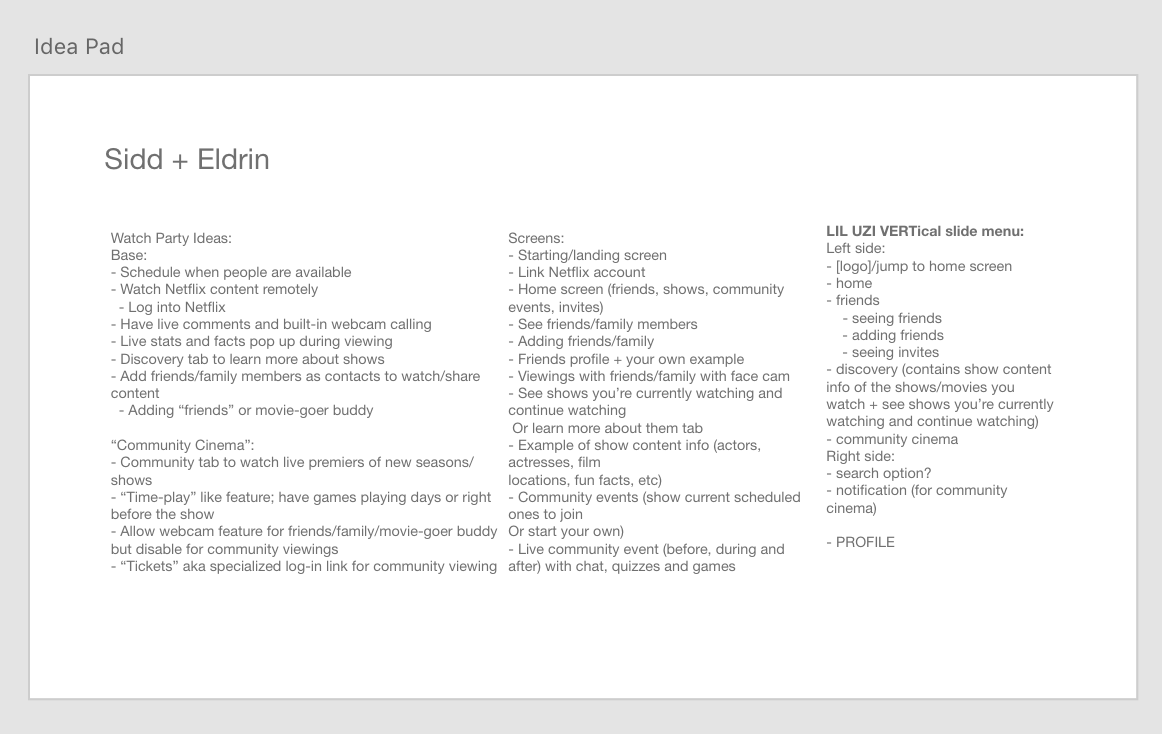 Idea Pad
Sidd + Eldrin
Watch Party Ideas:
Base:
- Schedule when people are available
- Watch Netflix content remotely
- Log into Netflix
- Have live comments and built-in webcam calling
- Live stats and facts pop up during viewing
- Discovery tab to learn more about shows
- Add friends/family members as contacts to watch/share
content
- Adding “friends” or movie-goer buddy
“Community Cinema”:
- Community tab to watch live premiers of new seasons/
shows
- “Time-play” like feature; have games playing days or right
before the show
- Allow webcam feature for friends/family/movie-goer buddy
but disable for community viewings
- “Tickets” aka specialized log-in link for community viewing
Screens:
- Starting/landing screen
- Link Netflix account
- Home screen (friends, shows, community
events, invites)
- See friends/family members
- Adding friends/family
- Friends profile + your own example
- Viewings with friends/family with face cam
- See shows you’re currently watching and
continue watching
Or learn more about them tab
- Example of show content info (actors,
actresses, film
locations, fun facts, etc)
- Community events (show current scheduled
ones to join
Or start your own)
- Live community event (before, during and
after) with chat, quizzes and games
LIL UZI VERTical slide menu:
Left side:
- [logo]/jump to home screen
- home
- friends
- seeing friends
- adding friends
- seeing invites
- discovery (contains show content
info of the shows/movies you
watch + see shows you’re currently
watching and continue watching)
- community cinema
Right side:
- search option?
- notification (for community
cinema)
- PROFILE